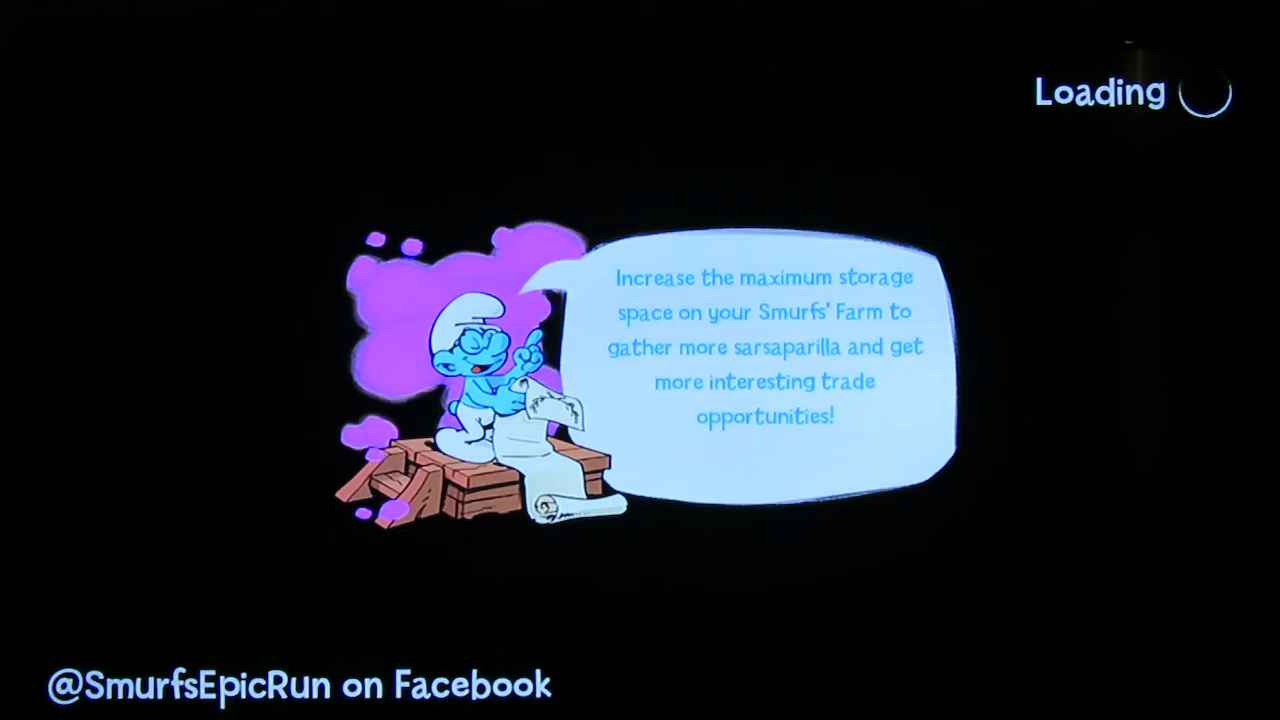 Loading
Increase the maximum storage
space on your Smurfs' Farm to
gather more sarsaparilla and get
more interesting trade
opportunities!
@SmurfsEpicRun on Facebook